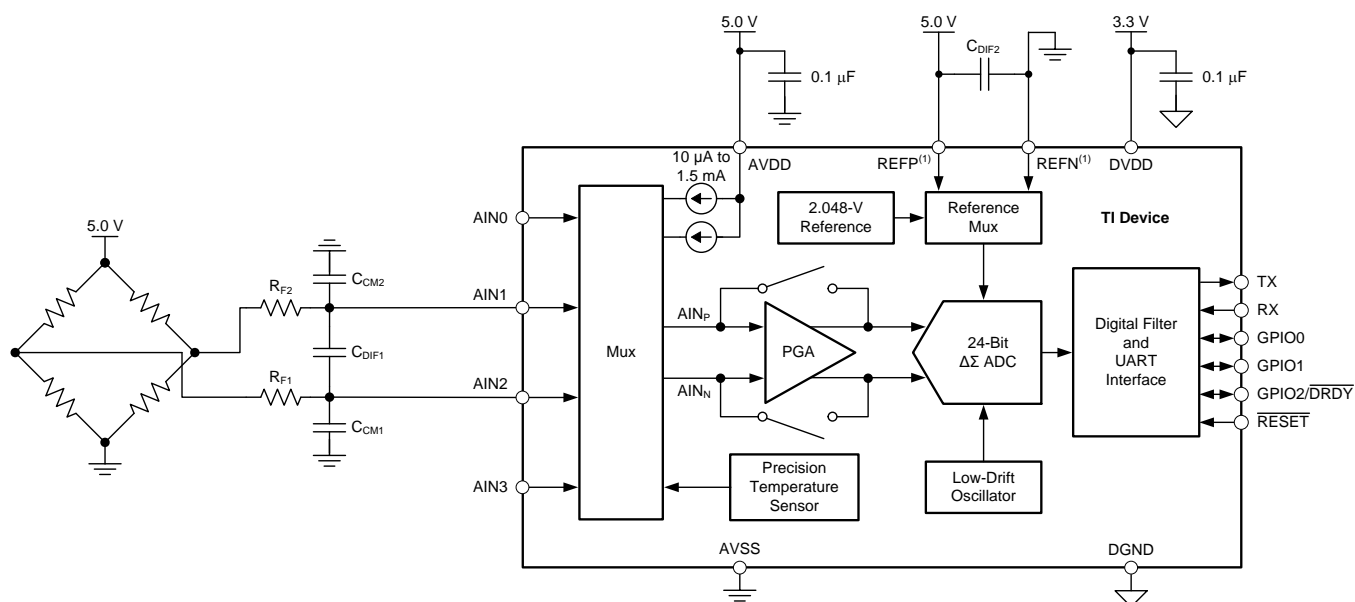 5.0 V
5.0 V
3.3 V
0.1 μF
CDIF2
0.1 μF
10 μA to
1.5 mA
AVDD
REFP(1)
REFN(1)
DVDD
5.0 V
AIN0
2.048-V
Reference
Reference
Mux
TI Device
CCM2
RF2
AIN1
CDIF1
Mux
AINP
PGA
24-Bit
ΔΣ ADC
Digital Filter
and
UART
Interface
TX
RX
GPIO0
GPIO1
GPIO2/DRDY
RESET
RF1
AIN2
AINN
CCM1
AIN3
Precision
Temperature
Sensor
Low-Drift
Oscillator
AVSS
DGND